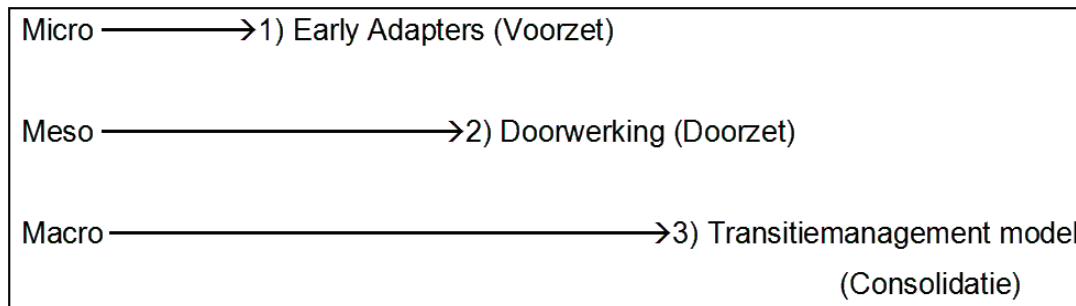 Micro → 1) Early Adapters (Voorzet)
Meso → 2) Doorwerking (Doorzet)
Macro → 3) Transitiemanagement model
(Consolidatie)